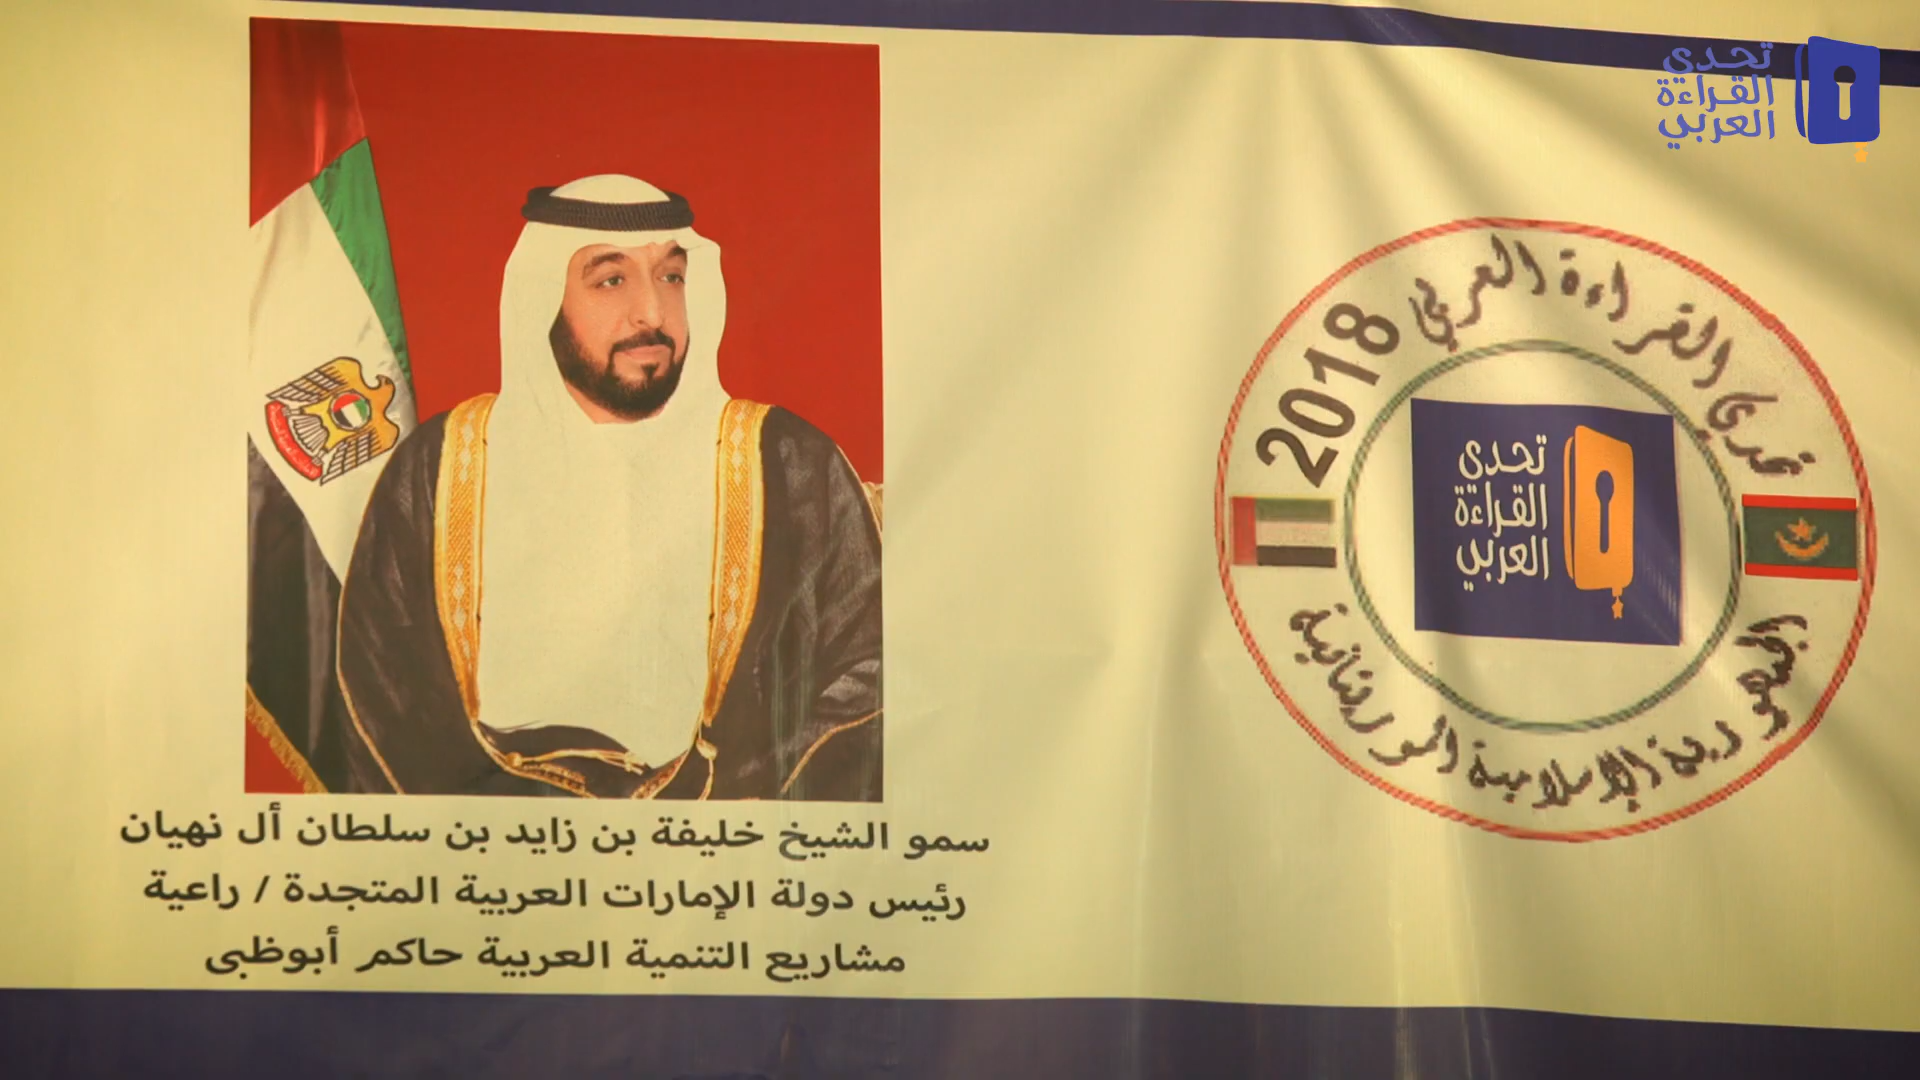 تحدي
القراءة
العربي
تحدي القراءة العربي 2018
تحدي
القراءة
العربي
الجمهورية الإسلامية الموريتانية
سمو الشيخ خليفة بن زايد بن سلطان أل نهيان
رئيس دولة الإمارات العربية المتجدة / راعية
مشاريع التنمية العربية حاكم أبوظبى